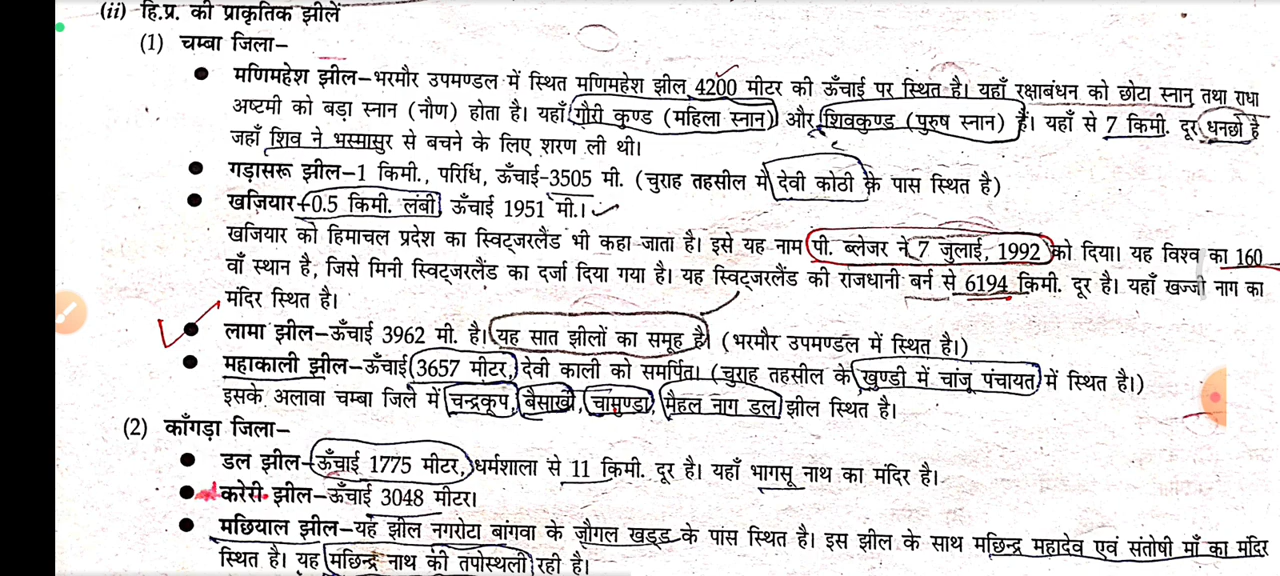 (ii) हि.प्र. की प्राकृतिक झीलें
(1) चम्बा जिला–
● मणिमहेश झील–भरमौर उपमण्डल में स्थित मणिमहेश झील 4200 मीटर की ऊँचाई पर स्थित है। यहाँ रक्षाबंधन को छोटा स्नान तथा राधा
अष्टमी को बड़ा स्नान (नौण) होता है। यहाँ गौरी कुण्ड (महिला स्नान) और शिवकुण्ड (पुरुष स्नान) हैं। यहाँ से 7 किमी. दूर धनछो है
जहाँ शिव ने भस्मासुर से बचने के लिए शरण ली थी।
● गड़ासरू झील–1 किमी., परिधि, ऊँचाई-3505 मी. (चुराह तहसील में देवी कोठी के पास स्थित है)
● खजियार–0.5 किमी. लंबी ऊँचाई 1951 मी.।
खजियार को हिमाचल प्रदेश का स्विट्जरलैंड भी कहा जाता है। इसे यह नाम पी. ब्लेजर ने 7 जुलाई, 1992 को दिया। यह विश्व का 160
वाँ स्थान है, जिसे मिनी स्विट्जरलैंड का दर्जा दिया गया है। यह स्विट्जरलैंड की राजधानी बर्न से 6194 किमी. दूर है। यहाँ खज्जी नाग का
मंदिर स्थित है।
● लामा झील–ऊँचाई 3962 मी. है। यह सात झीलों का समूह है। (भरमौर उपमण्डल में स्थित है।)
● महाकाली झील–ऊँचाई 3657 मीटर, देवी काली को समर्पित। (चुराह तहसील के खुण्डी में चांजू पंचायत में स्थित है।)
इसके अलावा चम्बा जिले में चन्द्रकूप, बैसाखी, चामुण्डा, मैहल नाग डल झील स्थित है।
(2) काँगड़ा जिला–
● डल झील–ऊँचाई 1775 मीटर, धर्मशाला से 11 किमी. दूर है। यहाँ भागसू नाथ का मंदिर है।
● करेरी झील–ऊँचाई 3048 मीटर।
● मछियाल झील–यह झील नगरोटा बांगवा के जौगल खड्ड के पास स्थित है। इस झील के साथ मछिन्द्र महादेव एवं संतोषी माँ का मंदिर
स्थित है। यह मछिन्द्र नाथ की तपोस्थली रही है।